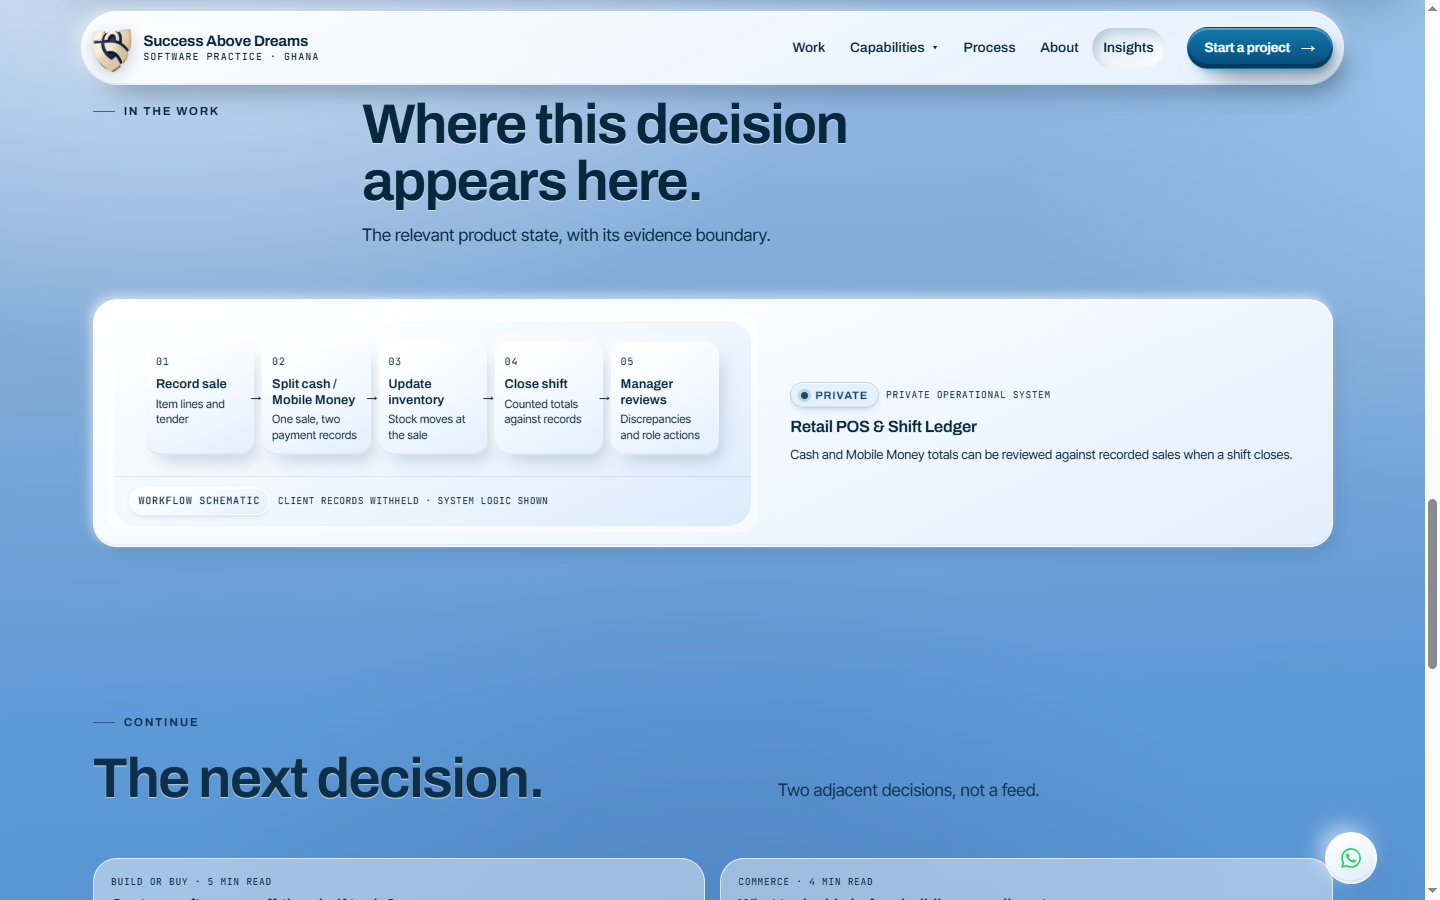 Success Above Dreams
SOFTWARE PRACTICE · GHANA
Work
Capabilities
Process
About
Insights
Start a project →
IN THE WORK
Where this decision
appears here.
The relevant product state, with its evidence boundary.
01
Record sale
Item lines and
tender
→
02
Split cash /
Mobile Money
One sale, two
payment records
→
03
Update
inventory
Stock moves at
the sale
→
04
Close shift
Counted totals
against records
→
05
Manager
reviews
Discrepancies
and role actions
WORKFLOW SCHEMATIC
CLIENT RECORDS WITHHELD · SYSTEM LOGIC SHOWN
PRIVATE
PRIVATE OPERATIONAL SYSTEM
Retail POS & Shift Ledger
Cash and Mobile Money totals can be reviewed against recorded sales when a shift closes.
CONTINUE
The next decision.
Two adjacent decisions, not a feed.
BUILD OR BUY · 5 MIN READ
COMMERCE · 4 MIN READ